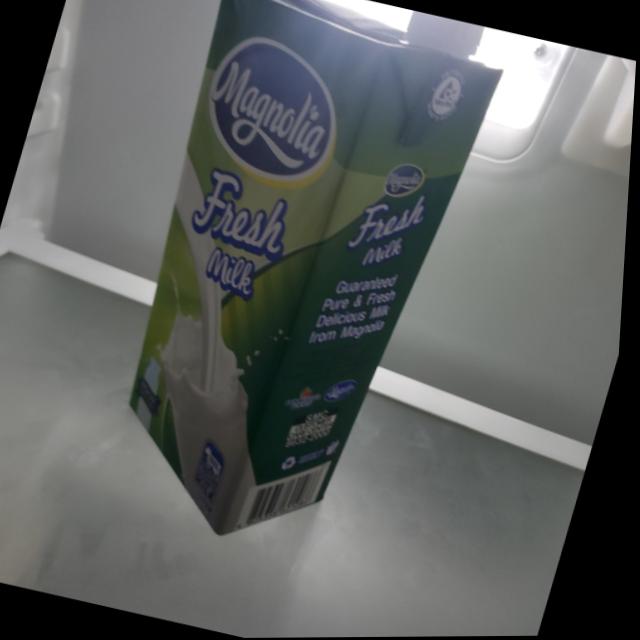 Magnolia
Fresh
Milk
Fresh
Milk
Guaranteed
Pure & Fresh
Delicious Milk
from Magnolia